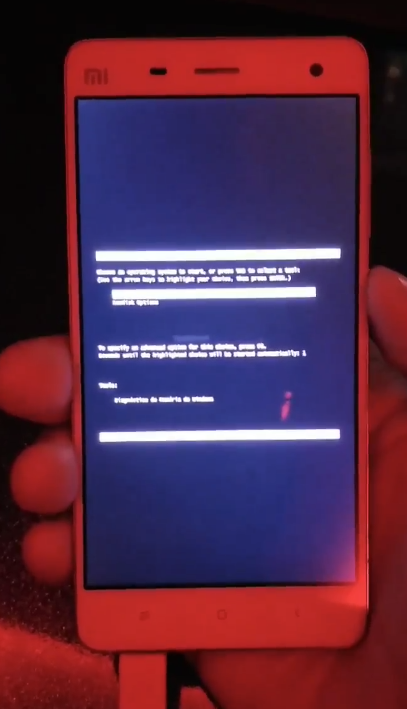 mi
Choose an operating system to start, or press TAB to select a tool:
(Use the arrow keys to highlight your choice, then press ENTER.)
Ramdisk Options
To specify an advanced option for this choice, press F8.
Seconds until the highlighted choice will be started automatically: 1
Tools:
Diagnóstico de Memória do Windows